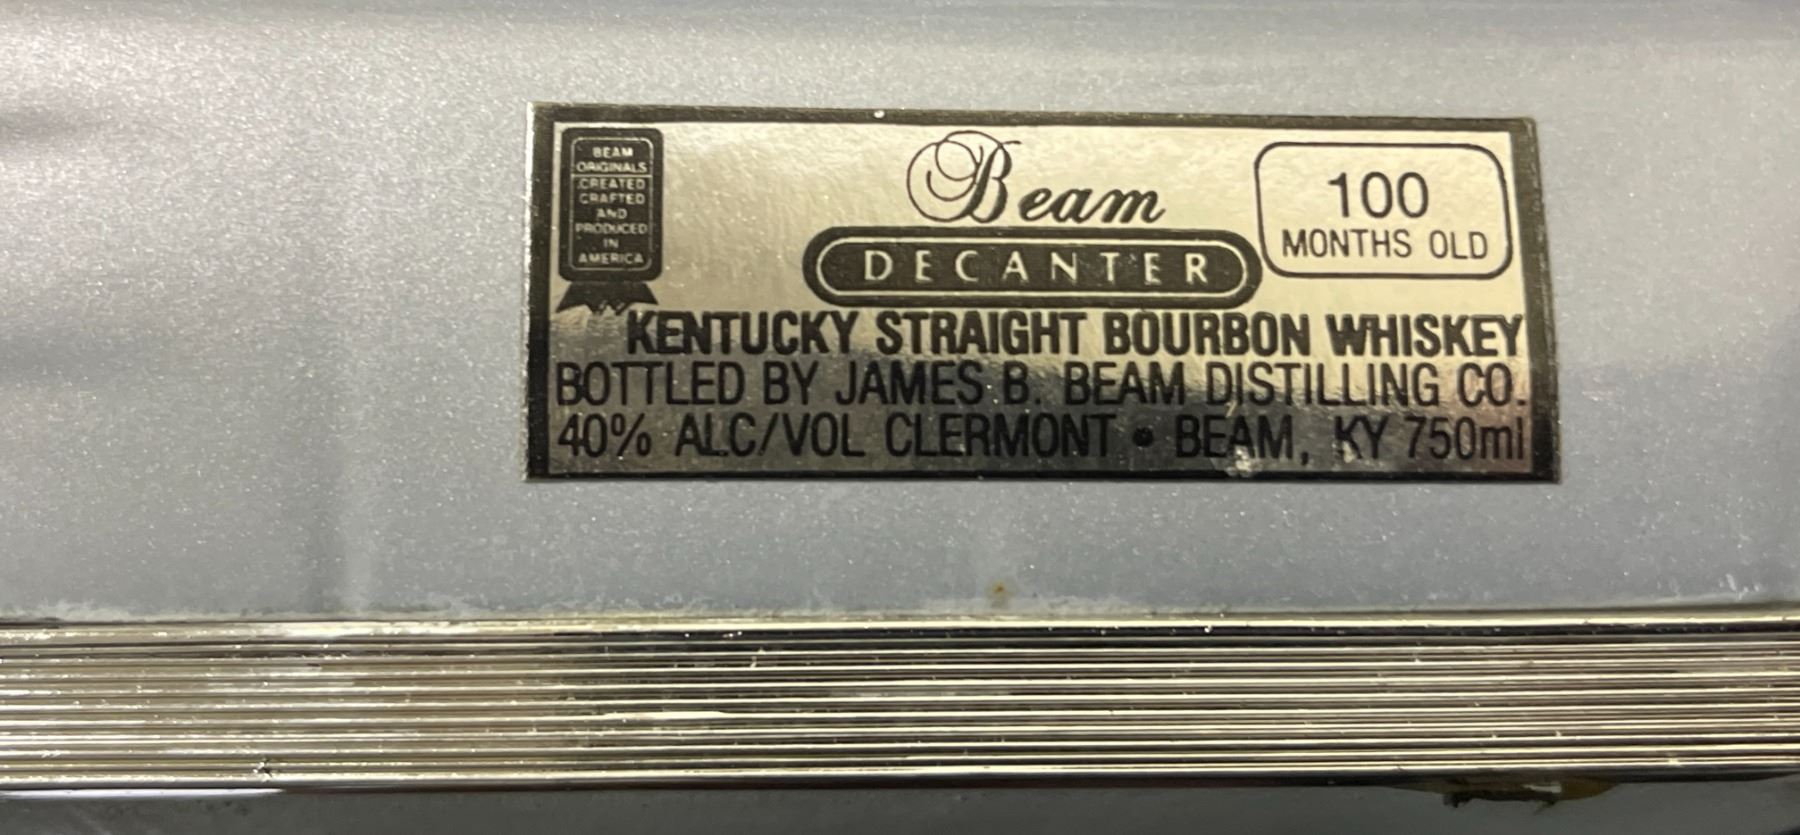 BEAM
ORIGINALS
CREATED
CRAFTED
AND
PRODUCED
IN
AMERICA
Beam
DECANTER
100
MONTHS OLD
KENTUCKY STRAIGHT BOURBON WHISKEY
BOTTLED BY JAMES B. BEAM DISTILLING CO.
40% ALC/VOL CLERMONT • BEAM, KY 750ml